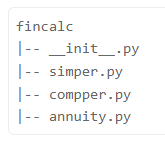 fincalc
|-- __init__.py
|-- simper.py
|-- compper.py
|-- annuity.py